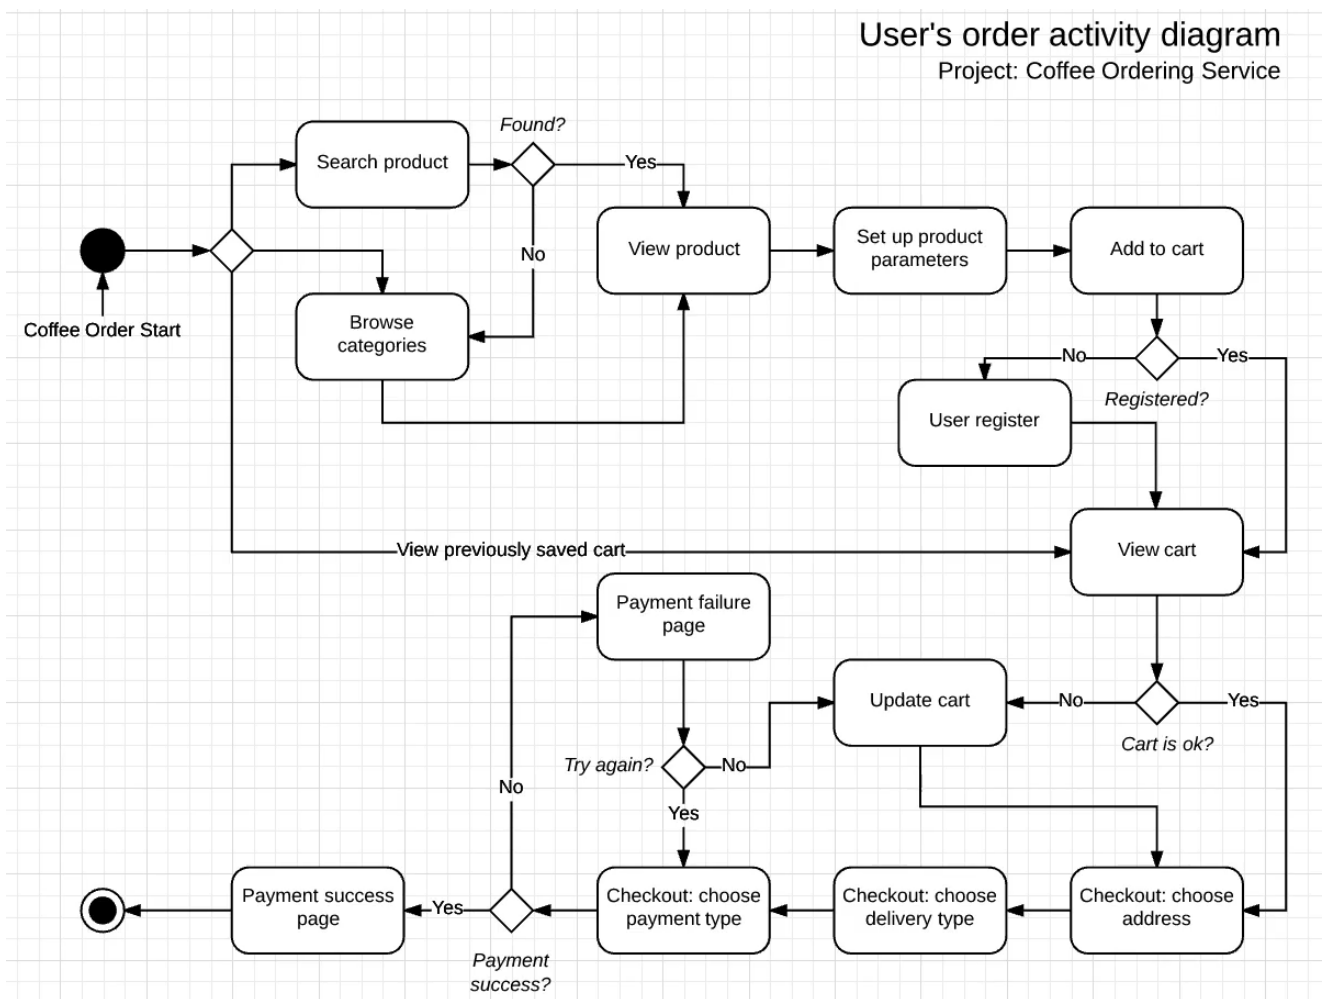 User's order activity diagram
Project: Coffee Ordering Service
Found?
Search product
Yes
No
View product
Set up product
parameters
Add to cart
Coffee Order Start
Browse
categories
No
Yes
Registered?
User register
View previously saved cart
View cart
Payment failure
page
Update cart
No
Yes
Cart is ok?
Try again?
No
No
Yes
Payment success
page
Yes
Checkout: choose
payment type
Checkout: choose
delivery type
Checkout: choose
address
Payment
success?